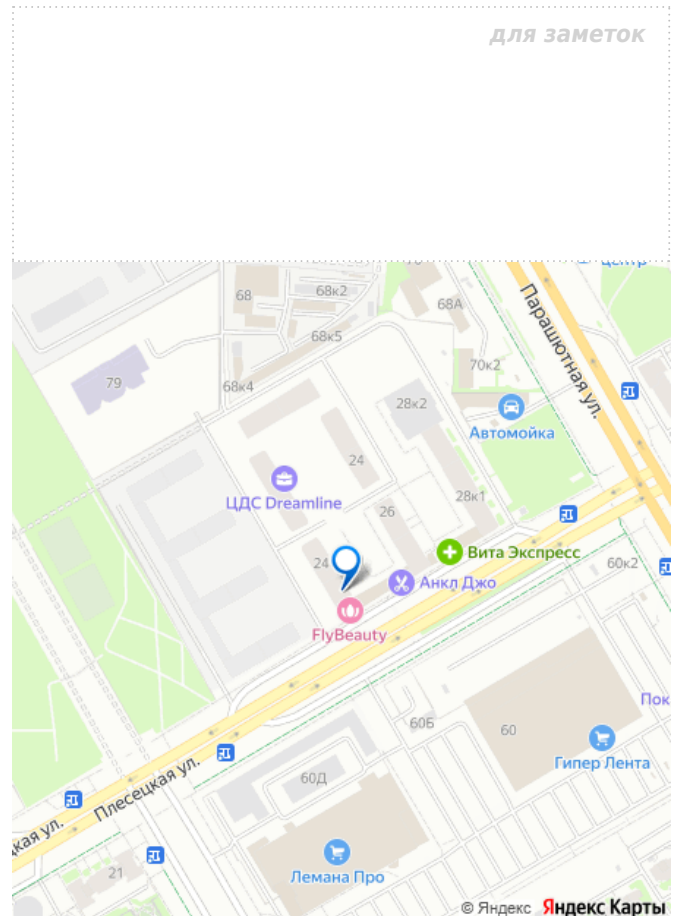 для заметок
центр
68
68к2
68А
Парашютная ул.
68к5
70к2
79
68к4
28к2
Автомойка
24
ЦДС Dreamline
28к1
26
Вита Экспресс
24
60к2
Анкл Джо
FlyBeauty
Пок
60Б
60
Гипер Лента
60Д
Плесецкая ул.
кая ул.
21
Лемана Про
© Яндекс Яндекс Карты